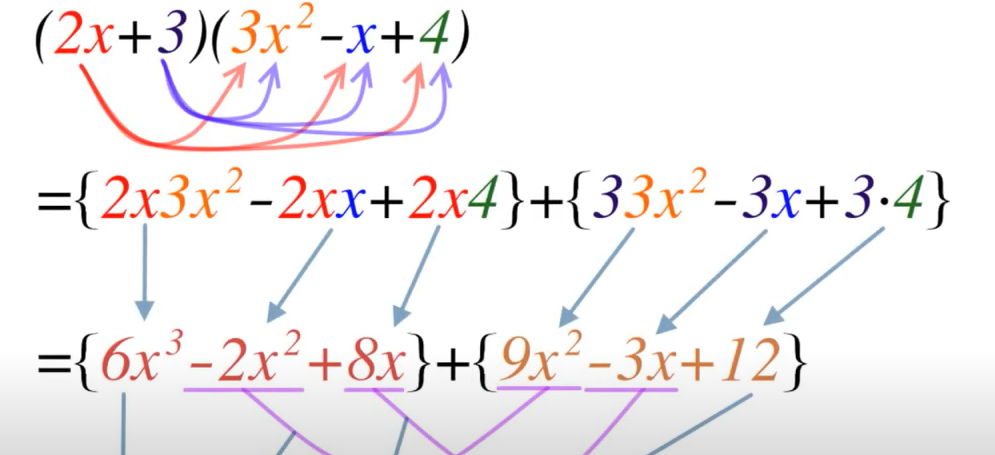 (2x+3)(3x²-x+4)
={2x3x²-2xx+2x4}+{33x²-3x+3·4}
={6x³-2x²+8x}+{9x²-3x+12}